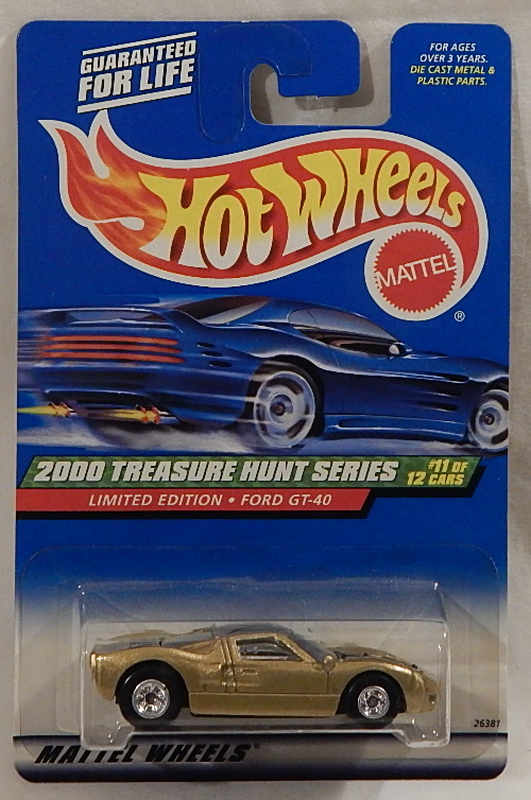 GUARANTEED
FOR LIFE
FOR AGES
OVER 3 YEARS.
DIE CAST METAL &
PLASTIC PARTS.
HOT WHEELS
MATTEL
®
2000 TREASURE HUNT SERIES #11 OF 12 CARS
LIMITED EDITION • FORD GT-40
26381
MATTEL WHEELS